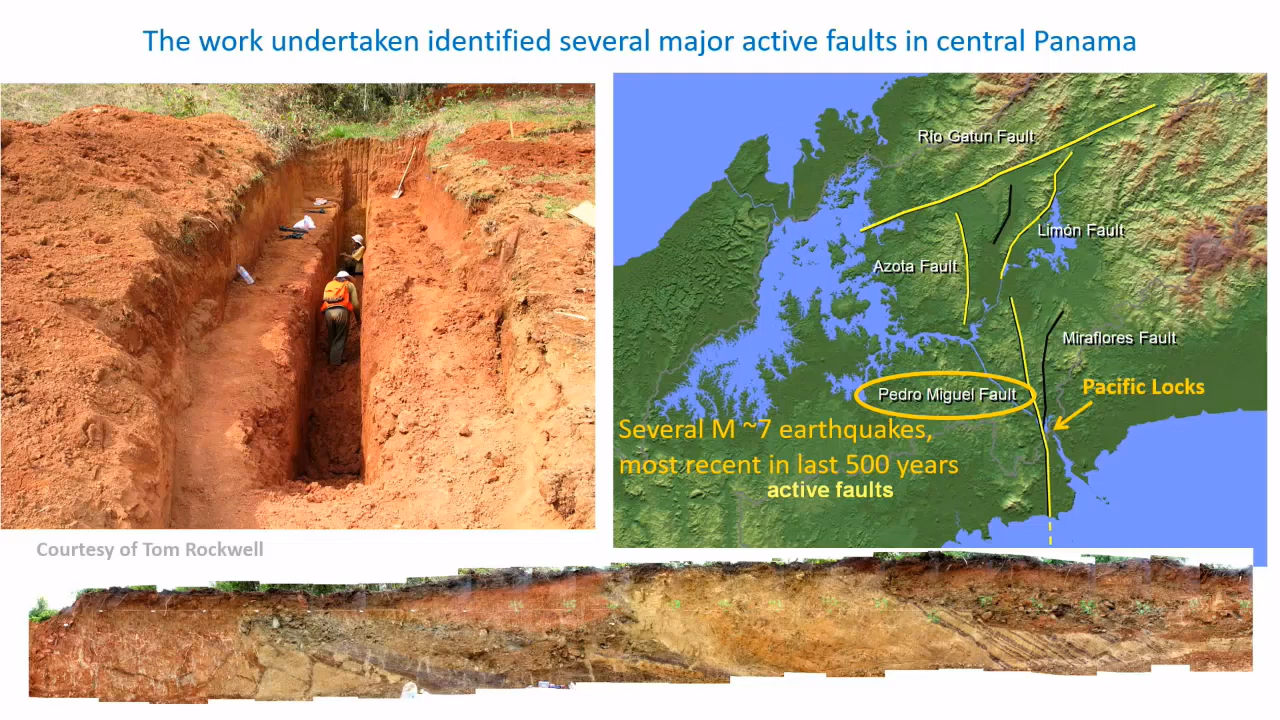 The work undertaken identified several major active faults in central Panama
Rio Gatun Fault
Limón Fault
Azota Fault
Miraflores Fault
Pacific Locks
Pedro Miguel Fault
Several M ~7 earthquakes,
most recent in last 500 years
active faults
Courtesy of Tom Rockwell